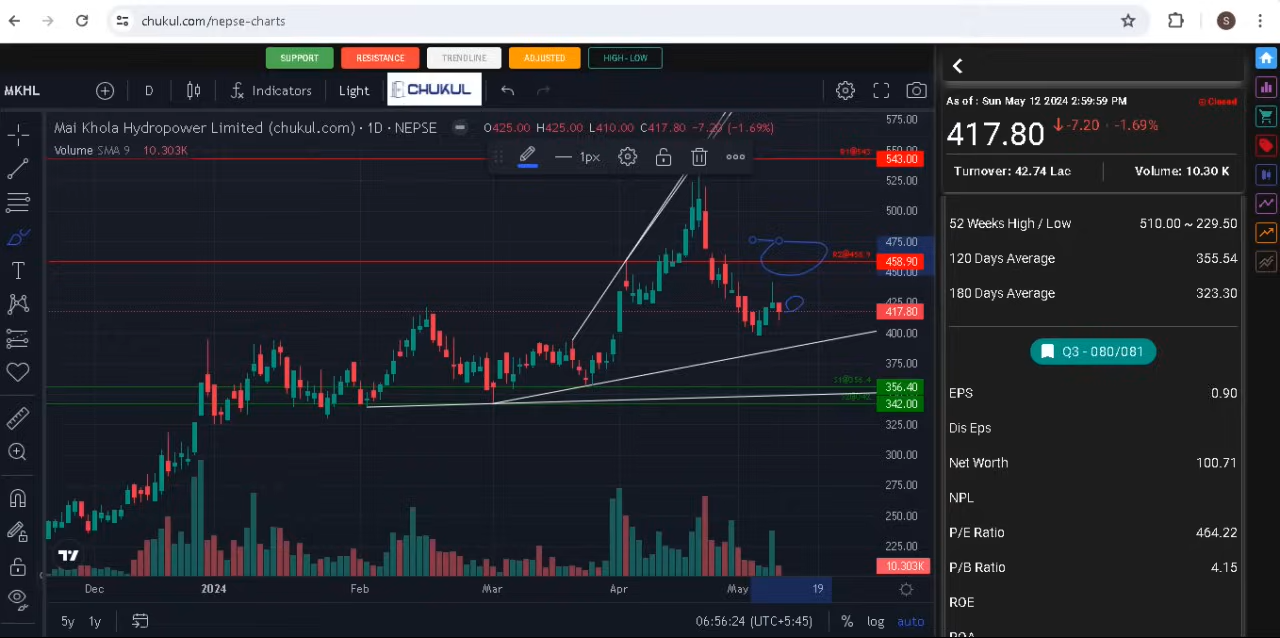 chukul.com/nepse-charts
S
SUPPORT RESISTANCE TRENDLINE ADJUSTED HIGH-LOW
MKHL D Indicators Light CHUKUL
Mai Khola Hydropower Limited (chukul.com) · 1D · NEPSE O425.00 H425.00 L410.00 C417.80 -7.20 (-1.69%)
Volume SMA 9 10.303K
1px
575.00
550.00
543.00
525.00
500.00
475.00
458.90
450.00
425.00
417.80
400.00
375.00
356.40
342.00
325.00
300.00
275.00
250.00
225.00
10.303K
Dec 2024 Feb Mar Apr May 19
5y 1y 06:56:24 (UTC+5:45) % log auto
As of : Sun May 12 2024 2:59:59 PM Closed
417.80 -7.20 -1.69%
Turnover: 42.74 Lac Volume: 10.30 K
52 Weeks High / Low 510.00 ~ 229.50
120 Days Average 355.54
180 Days Average 323.30
Q3 - 080/081
EPS 0.90
Dis Eps
Net Worth 100.71
NPL
P/E Ratio 464.22
P/B Ratio 4.15
ROE
ROA